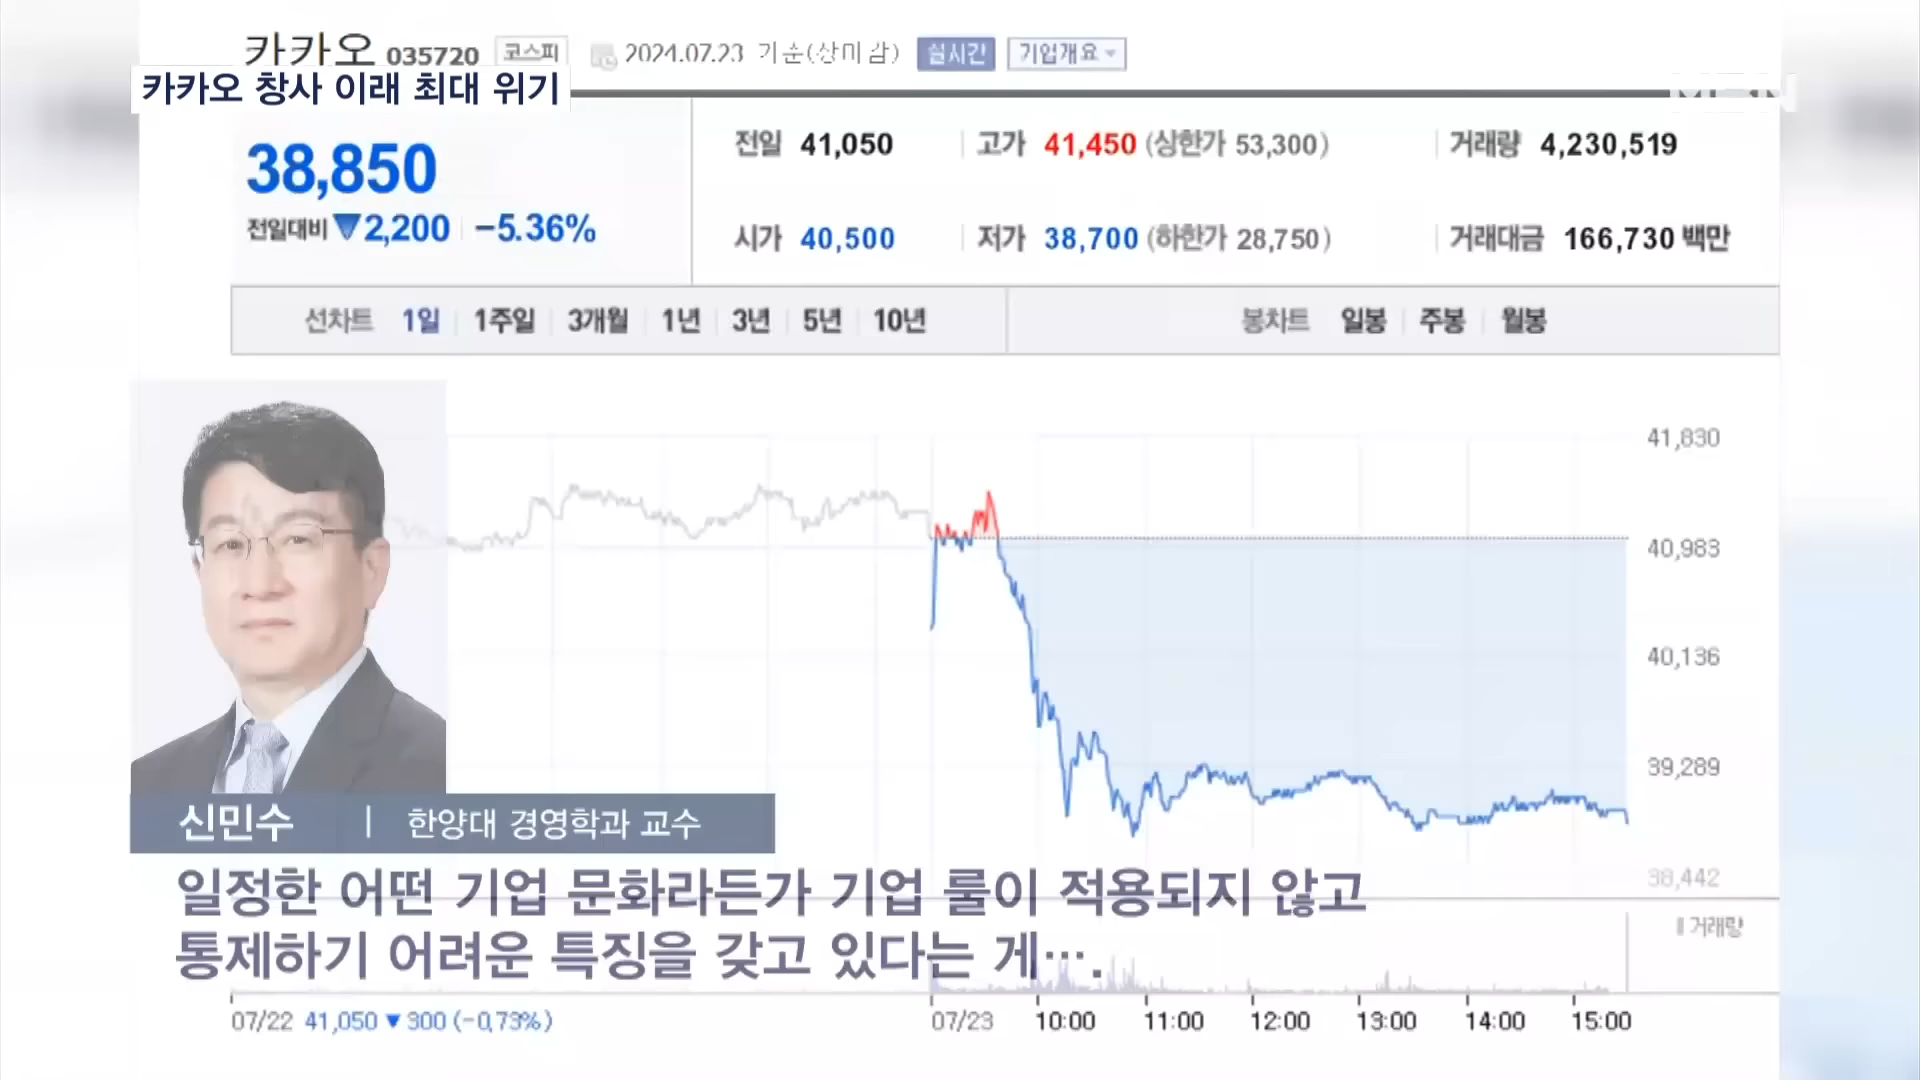 카카오 035720 코스피 2024.07.23 기준(장마감) 실시간 기업개요
카카오 창사 이래 최대 위기
MBN
38,850
전일대비 ▼2,200 -5.36%
전일 41,050 고가 41,450 (상한가 53,300) 거래량 4,230,519
시가 40,500 저가 38,700 (하한가 28,750) 거래대금 166,730 백만
선차트 1일 1주일 3개월 1년 3년 5년 10년 봉차트 일봉 주봉 월봉
41,830
40,983
40,136
39,289
38,442
신민수 | 한양대 경영학과 교수
일정한 어떤 기업 문화라든가 기업 룰이 적용되지 않고
통제하기 어려운 특징을 갖고 있다는 게….
거래량
07/22 41,050 ▼ 300 (-0.73%) 07/23 10:00 11:00 12:00 13:00 14:00 15:00